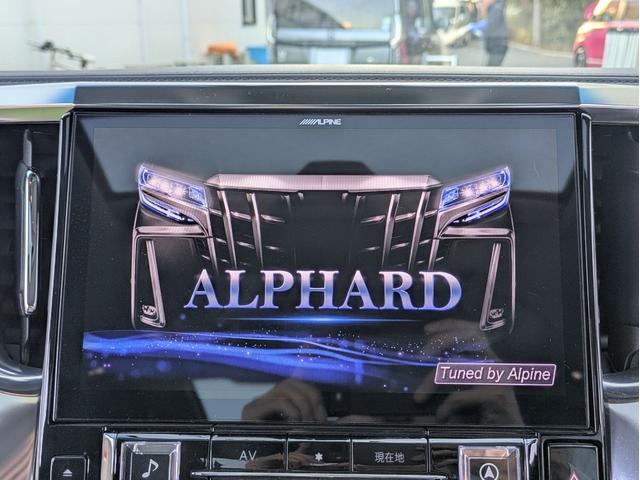 ALPINE
ALPHARD
Tuned by Alpine
AV
現在地